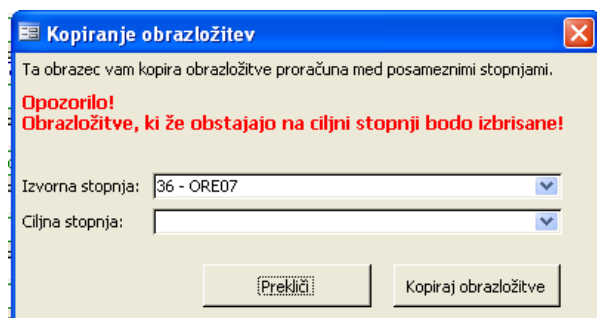 Kopiranje obrazložitev
Ta obrazec vam kopira obrazložitve proračuna med posameznimi stopnjami.
Opozorilo!
Obrazložitve, ki že obstajajo na ciljni stopnji bodo izbrisane!
Izvorna stopnja: 36 - ORE07
Ciljna stopnja:
Prekliči Kopiraj obrazložitve